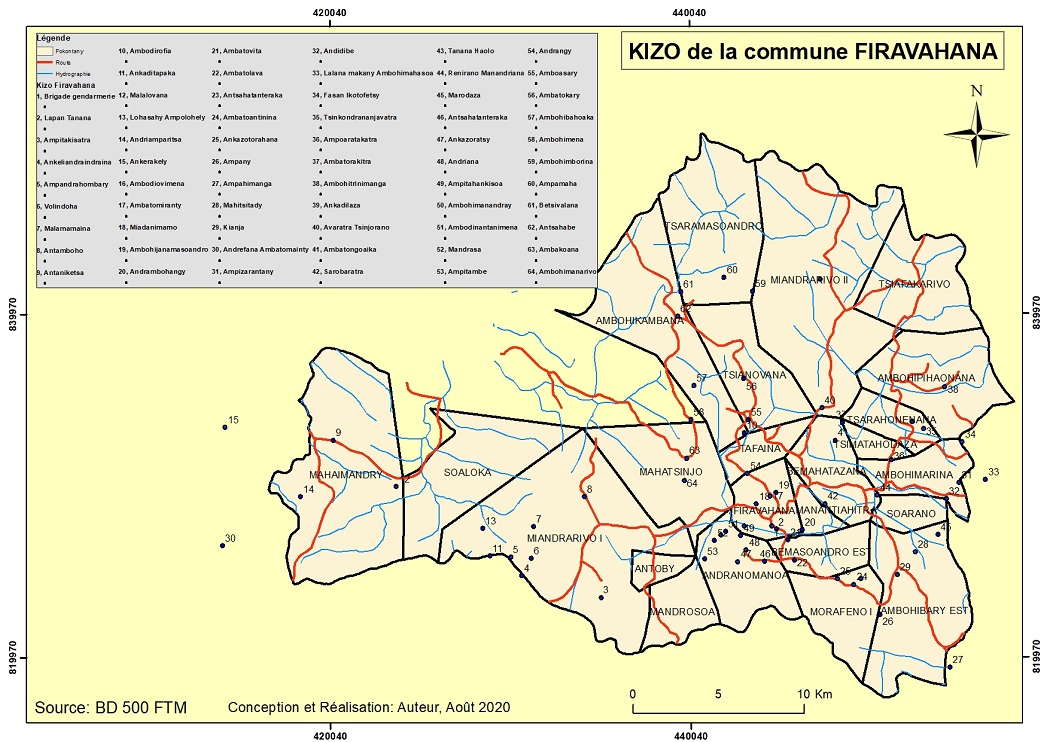 420040 440040
KIZO de la commune FIRAVAHANA
N
Légende
Fokontany
Route
Hydrographie
Kizo Firavahana
1, Brigade gendarmerie
2, Lapan Tanana
3, Ampitakisatra
4, Ankeliandraindraina
5, Ampandrahombary
6, Volindoha
7, Malamamaina
8, Antamboho
9, Antaniketsa
10, Ambodirofia
11, Ankaditapaka
12, Malalovana
13, Lohasahy Ampolohely
14, Andriamparitsa
15, Ankerakely
16, Ambodiovimena
17, Ambatomiranty
18, Miadanimamo
19, Ambohijanamasoandro
20, Andrambohangy
21, Ambatovita
22, Ambatolava
23, Antsahatanteraka
24, Ambatoantinina
25, Ankazotorahana
26, Ampany
27, Ampahimanga
28, Mahitsitady
29, Kianja
30, Andrefana Ambatomainty
31, Ampizarantany
32, Andidibe
33, Lalana makany Ambohimahasoa
34, Fasan Ikotofetsy
35, Tsinkondrananjavatra
36, Ampoaratakatra
37, Ambatorakitra
38, Ambohitrinimanga
39, Ankadilaza
40, Avaratra Tsinjorano
41, Ambatongoaika
42, Sarobaratra
43, Tanana Haolo
44, Renirano Manandriana
45, Marodaza
46, Antsahatanteraka
47, Ankazoratsy
48, Andriana
49, Ampitahankisoa
50, Ambohimanandray
51, Ambodinantanimena
52, Mandrasa
53, Ampitambe
54, Andrangy
55, Amboasary
56, Ambatokary
57, Ambohibahoaka
58, Ambohimena
59, Ambohimborina
60, Ampamaha
61, Betsivalana
62, Antsahabe
63, Ambakoana
64, Ambohimanarivo
TSARAMASOANDRO
60
61
59
MIANDRARIVO II
TSIATAKARIVO
839970
839970
AMBOHIKAMBANA
62
TSIANOVANA
56
57
AMBOHIPIHAONANA
38
40
37
58
55
TSARAHONENANA
35
34
15
9
TSIMATAHODAZA
TAFAINA
36
63
MAHAIMANDRY
SOALOKA
MAHATSINJO
64
54
SEMAHATAZANA
AMBOHIMARINA
31
33
32
14
8
19
18
42
44
FIRAVAHANA
MANANTIAHITR
SOARANO
13
7
MIANDRARIVO I
51
49
2
20
45
30
11
5
6
4
53
48
47
46
BEMASOANDRO EST
22
28
ANTOBY
ANDRANOMANOA
25
24
29
3
MANDROSOA
MORAFENO I
AMBOHIBARY EST
26
27
819970
819970
0 5 10 Km
Source: BD 500 FTM
Conception et Réalisation: Auteur, Août 2020
420040 440040